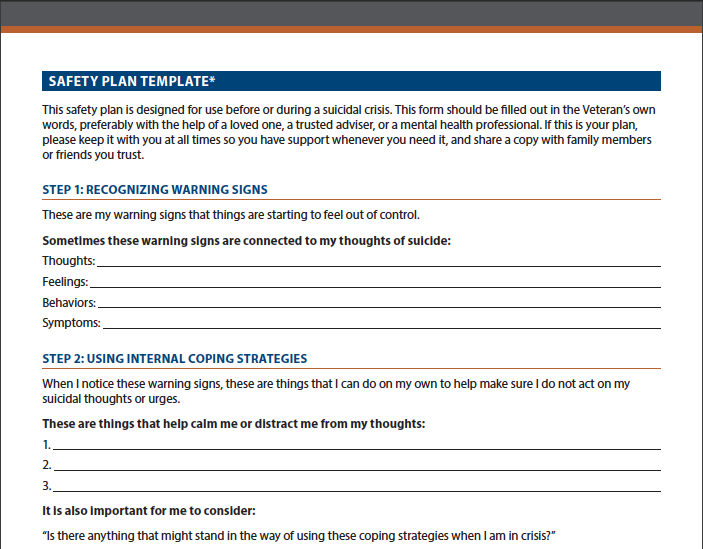 SAFETY PLAN TEMPLATE*
This safety plan is designed for use before or during a suicidal crisis. This form should be filled out in the Veteran's own
words, preferably with the help of a loved one, a trusted adviser, or a mental health professional. If this is your plan,
please keep it with you at all times so you have support whenever you need it, and share a copy with family members
or friends you trust.
STEP 1: RECOGNIZING WARNING SIGNS
These are my warning signs that things are starting to feel out of control.
Sometimes these warning signs are connected to my thoughts of suicide:
Thoughts:
Feelings:
Behaviors:
Symptoms:
STEP 2: USING INTERNAL COPING STRATEGIES
When I notice these warning signs, these are things that I can do on my own to help make sure I do not act on my
suicidal thoughts or urges.
These are things that help calm me or distract me from my thoughts:
1.
2.
3.
It is also important for me to consider:
“Is there anything that might stand in the way of using these coping strategies when I am in crisis?”